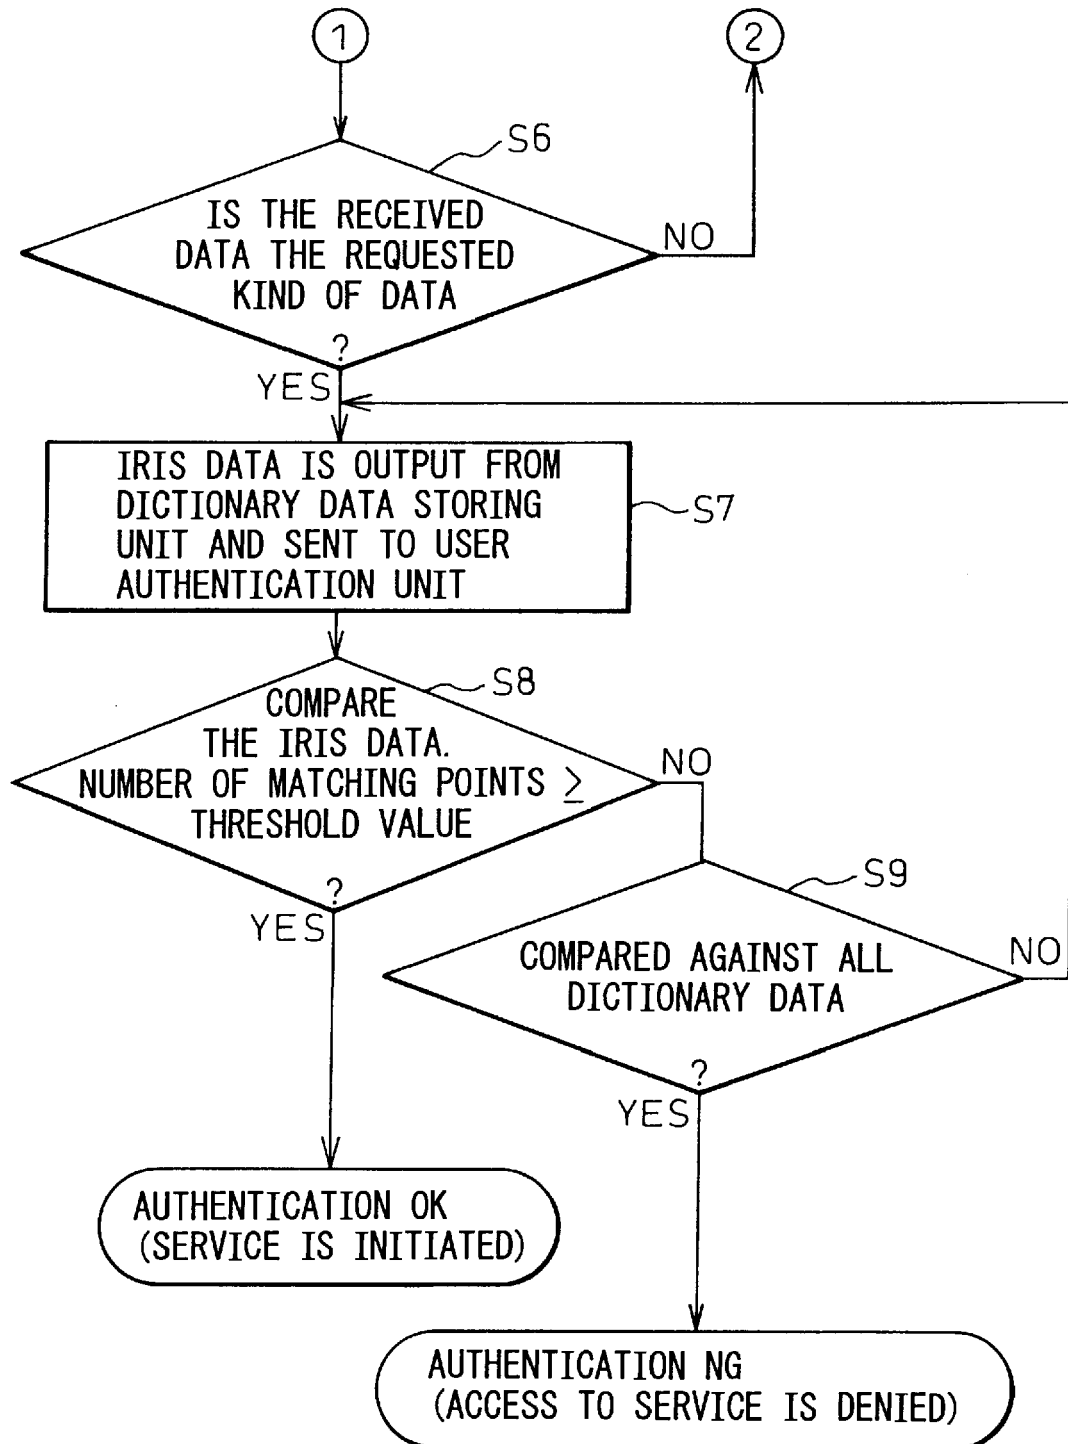 1
2
S6
IS THE RECEIVED
DATA THE REQUESTED
KIND OF DATA
?
NO
YES
IRIS DATA IS OUTPUT FROM
DICTIONARY DATA STORING
UNIT AND SENT TO USER
AUTHENTICATION UNIT
S7
S8
COMPARE
THE IRIS DATA.
NUMBER OF MATCHING POINTS ≥
THRESHOLD VALUE
?
NO
YES
S9
COMPARED AGAINST ALL
DICTIONARY DATA
?
NO
YES
AUTHENTICATION OK
(SERVICE IS INITIATED)
AUTHENTICATION NG
(ACCESS TO SERVICE IS DENIED)